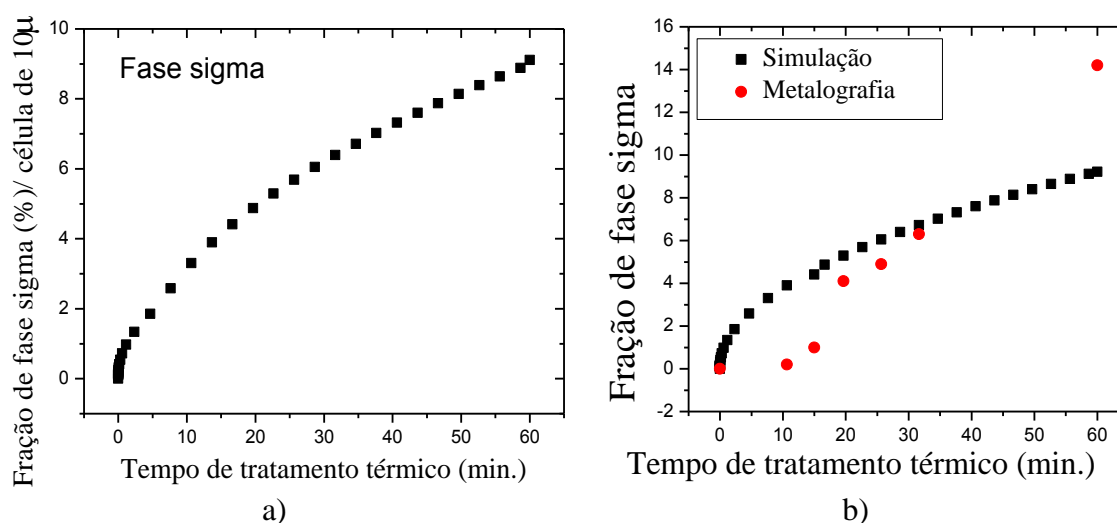 Fase sigma
Fração de fase sigma (%)/ célula de 10μ
10
8
6
4
2
0
0 10 20 30 40 50 60
Tempo de tratamento térmico (min.)
a)
Simulação
Metalografia
Fração de fase sigma
16
14
12
10
8
6
4
2
0
-2
0 10 20 30 40 50 60
Tempo de tratamento térmico (min.)
b)